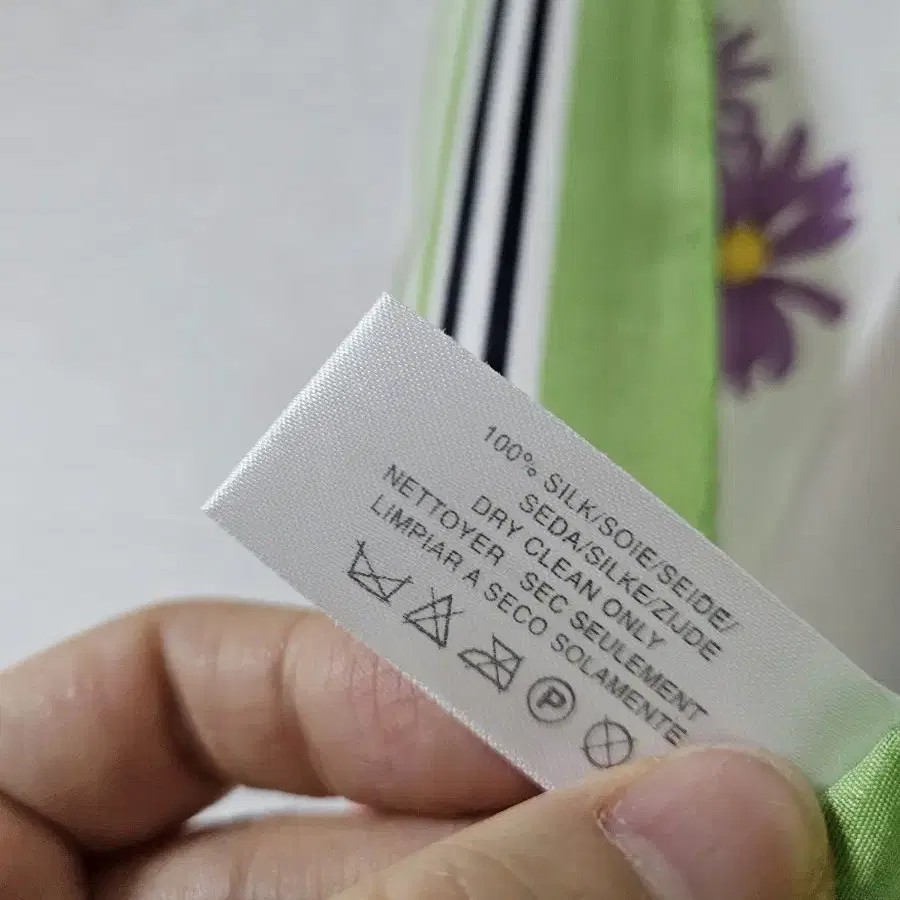 100% SILK/SOIE/SEIDE/
SEDA/SILKE/ZIJDE
DRY CLEAN ONLY
NETTOYER SEC SEULEMENT
LIMPIAR A SECO SOLAMENTE
P